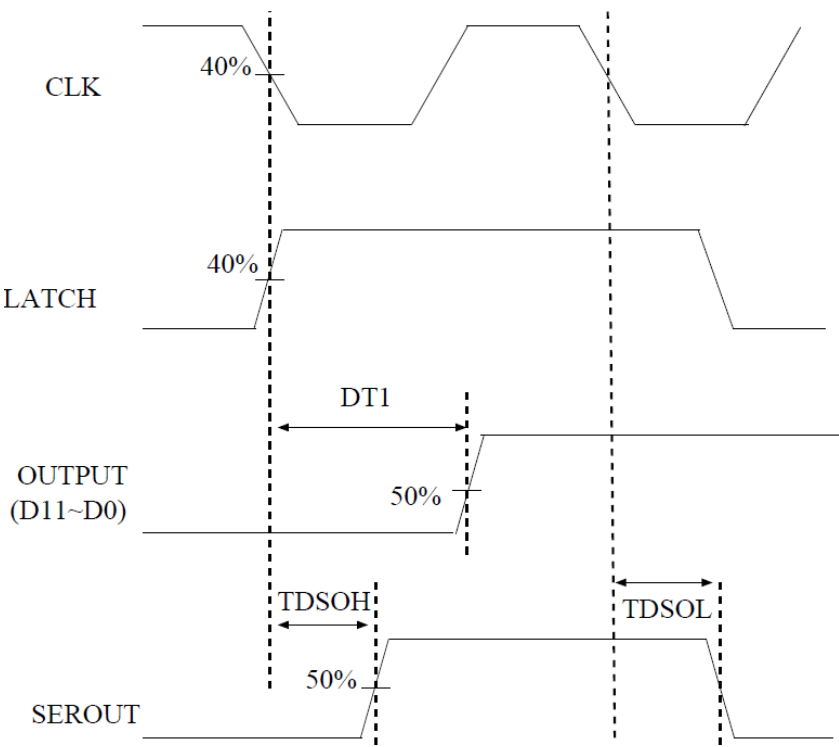 40%
CLK
40%
LATCH
DT1
OUTPUT
(D11~D0)
50%
TDSOH
TDSOL
50%
SEROUT